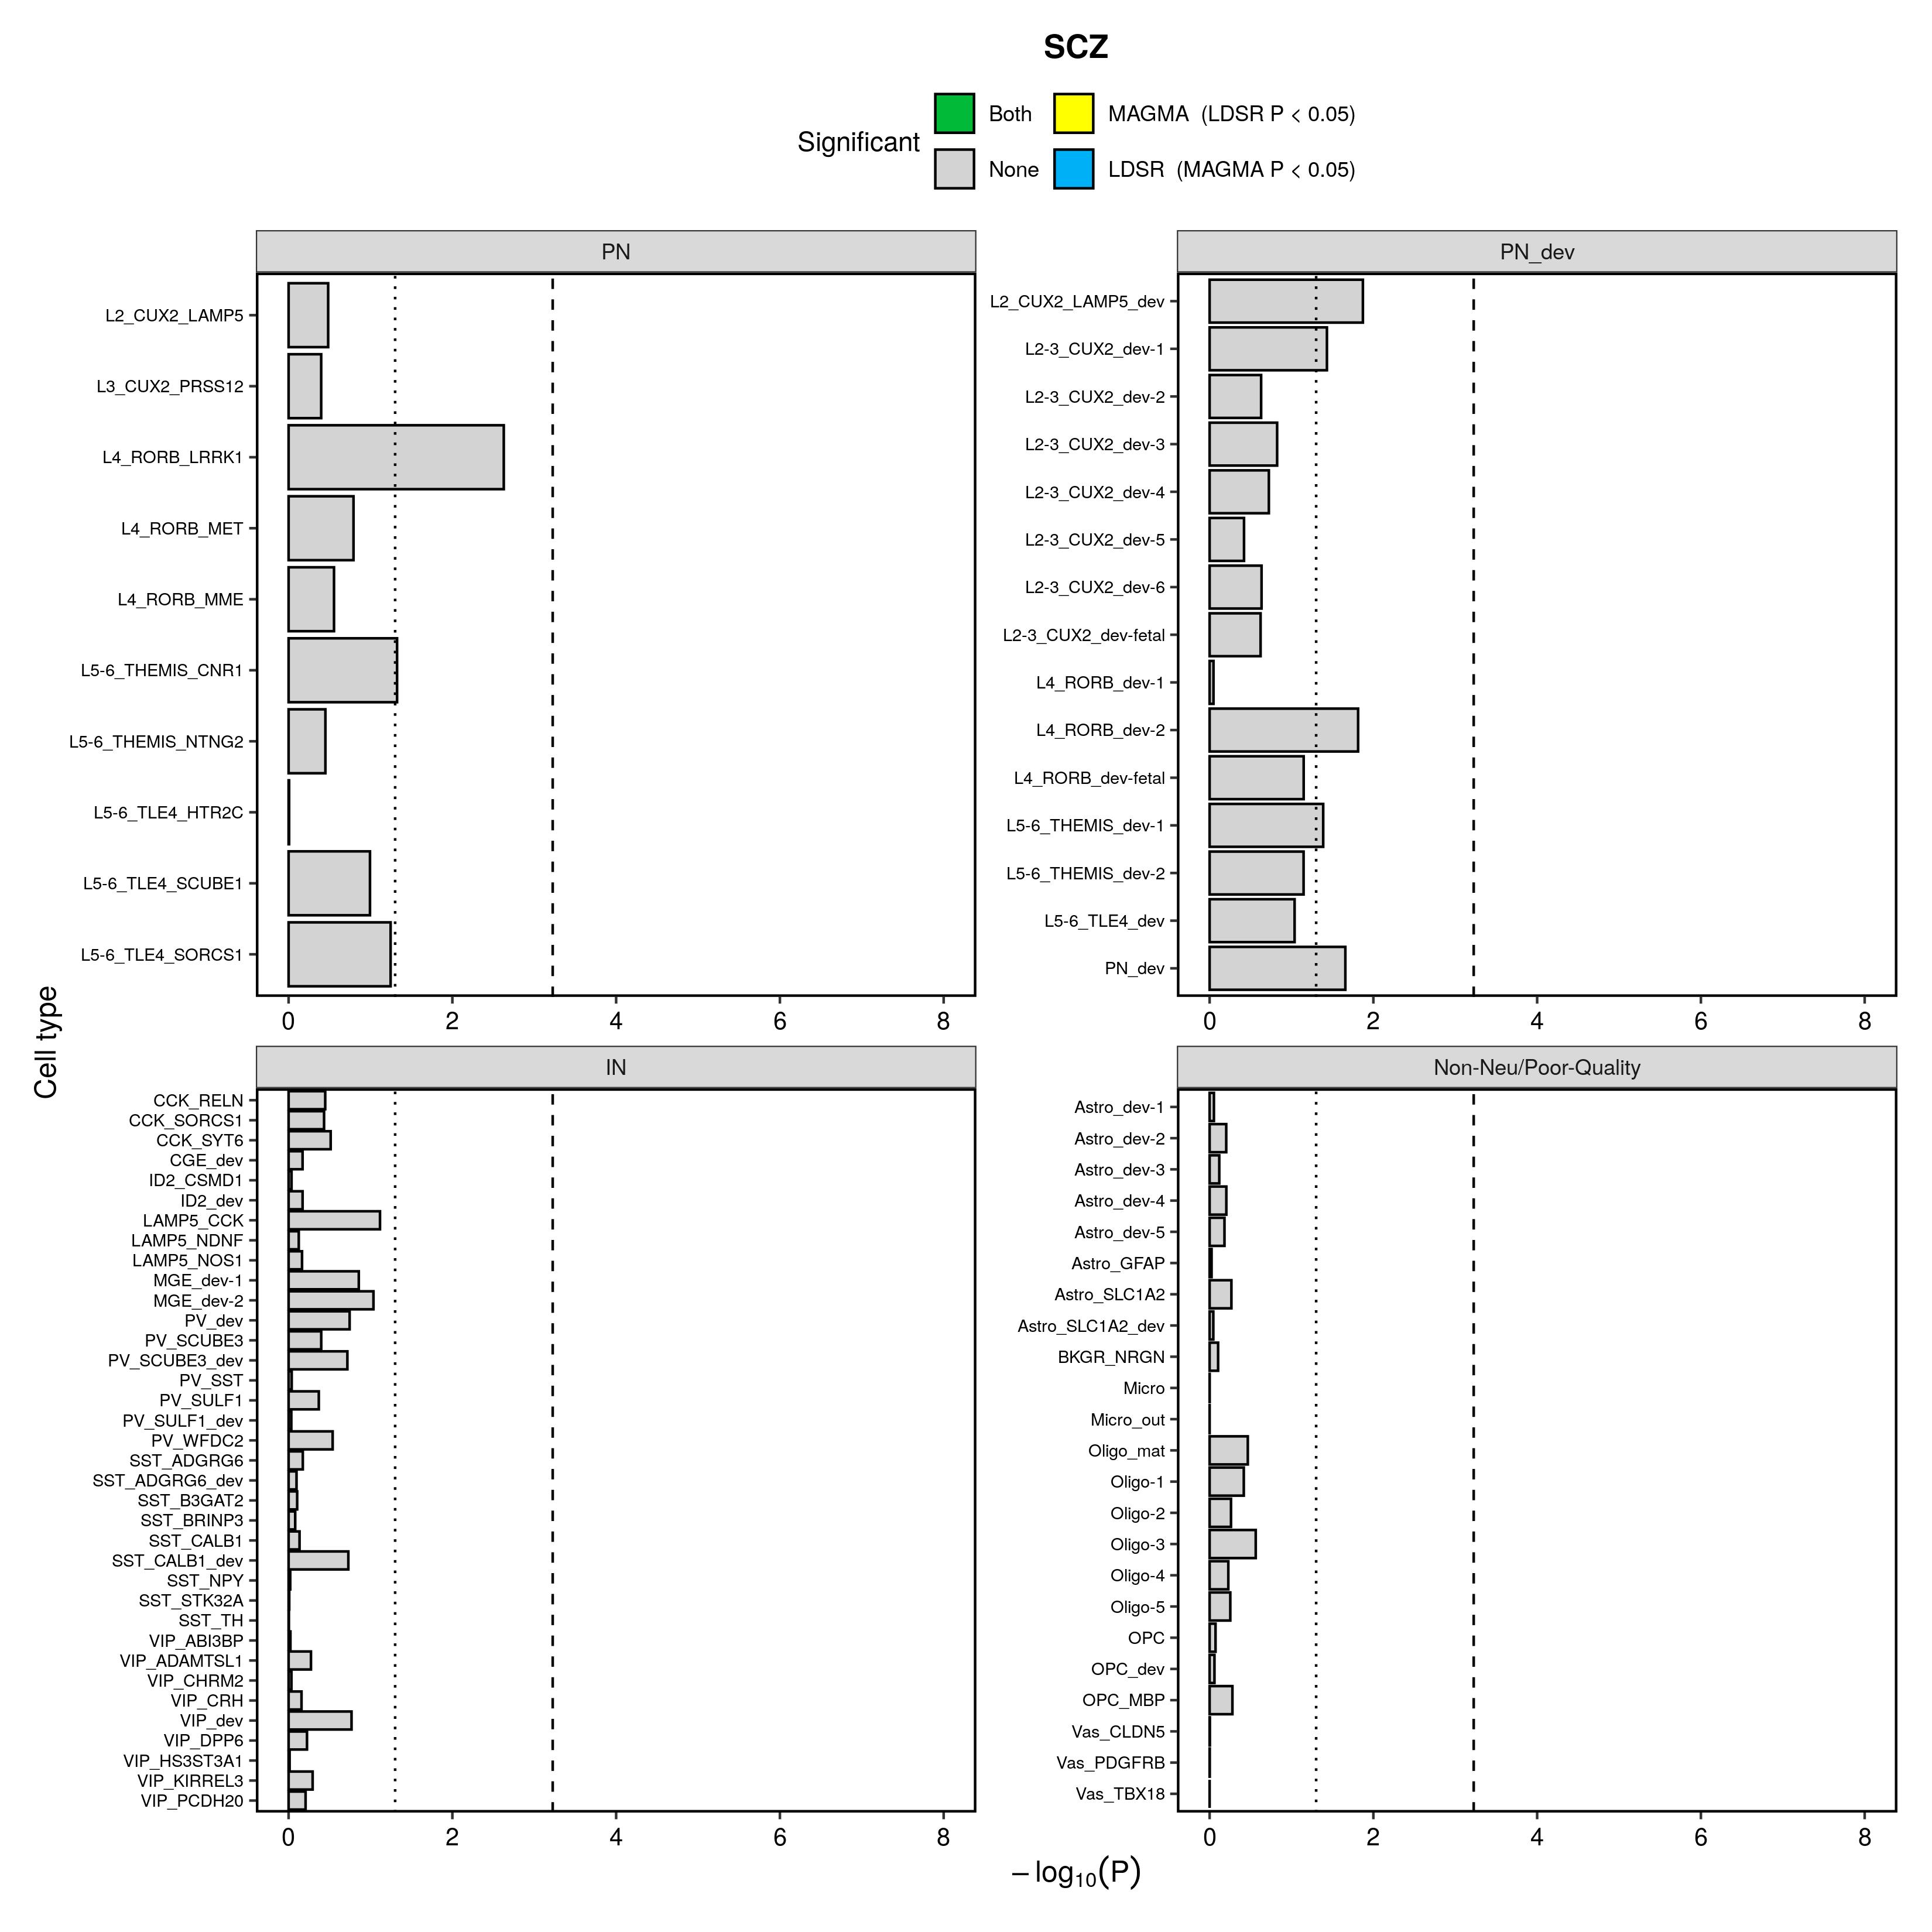 SCZ
Significant
Both
MAGMA  (LDSR P < 0.05)
None
LDSR  (MAGMA P < 0.05)
PN
L2_CUX2_LAMP5
L3_CUX2_PRSS12
L4_RORB_LRRK1
L4_RORB_MET
L4_RORB_MME
L5-6_THEMIS_CNR1
L5-6_THEMIS_NTNG2
L5-6_TLE4_HTR2C
L5-6_TLE4_SCUBE1
L5-6_TLE4_SORCS1
0 2 4 6 8
PN_dev
L2_CUX2_LAMP5_dev
L2-3_CUX2_dev-1
L2-3_CUX2_dev-2
L2-3_CUX2_dev-3
L2-3_CUX2_dev-4
L2-3_CUX2_dev-5
L2-3_CUX2_dev-6
L2-3_CUX2_dev-fetal
L4_RORB_dev-1
L4_RORB_dev-2
L4_RORB_dev-fetal
L5-6_THEMIS_dev-1
L5-6_THEMIS_dev-2
L5-6_TLE4_dev
PN_dev
0 2 4 6 8
Cell type
IN
CCK_RELN
CCK_SORCS1
CCK_SYT6
CGE_dev
ID2_CSMD1
ID2_dev
LAMP5_CCK
LAMP5_NDNF
LAMP5_NOS1
MGE_dev-1
MGE_dev-2
PV_dev
PV_SCUBE3
PV_SCUBE3_dev
PV_SST
PV_SULF1
PV_SULF1_dev
PV_WFDC2
SST_ADGRG6
SST_ADGRG6_dev
SST_B3GAT2
SST_BRINP3
SST_CALB1
SST_CALB1_dev
SST_NPY
SST_STK32A
SST_TH
VIP_ABI3BP
VIP_ADAMTSL1
VIP_CHRM2
VIP_CRH
VIP_dev
VIP_DPP6
VIP_HS3ST3A1
VIP_KIRREL3
VIP_PCDH20
0 2 4 6 8
Non-Neu/Poor-Quality
Astro_dev-1
Astro_dev-2
Astro_dev-3
Astro_dev-4
Astro_dev-5
Astro_GFAP
Astro_SLC1A2
Astro_SLC1A2_dev
BKGR_NRGN
Micro
Micro_out
Oligo_mat
Oligo-1
Oligo-2
Oligo-3
Oligo-4
Oligo-5
OPC
OPC_dev
OPC_MBP
Vas_CLDN5
Vas_PDGFRB
Vas_TBX18
0 2 4 6 8
−log₁₀(P)